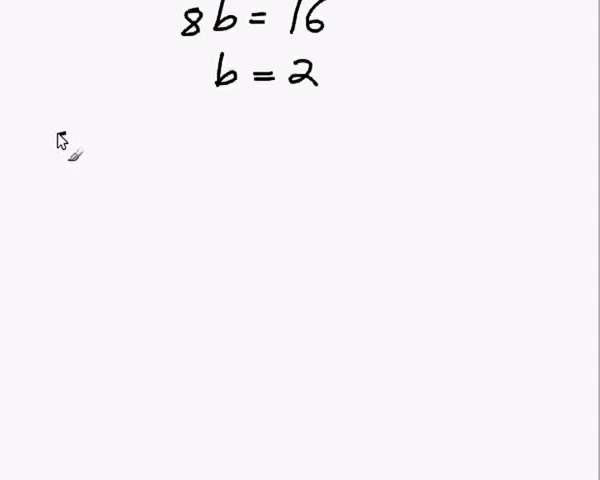 8b = 16
b = 2